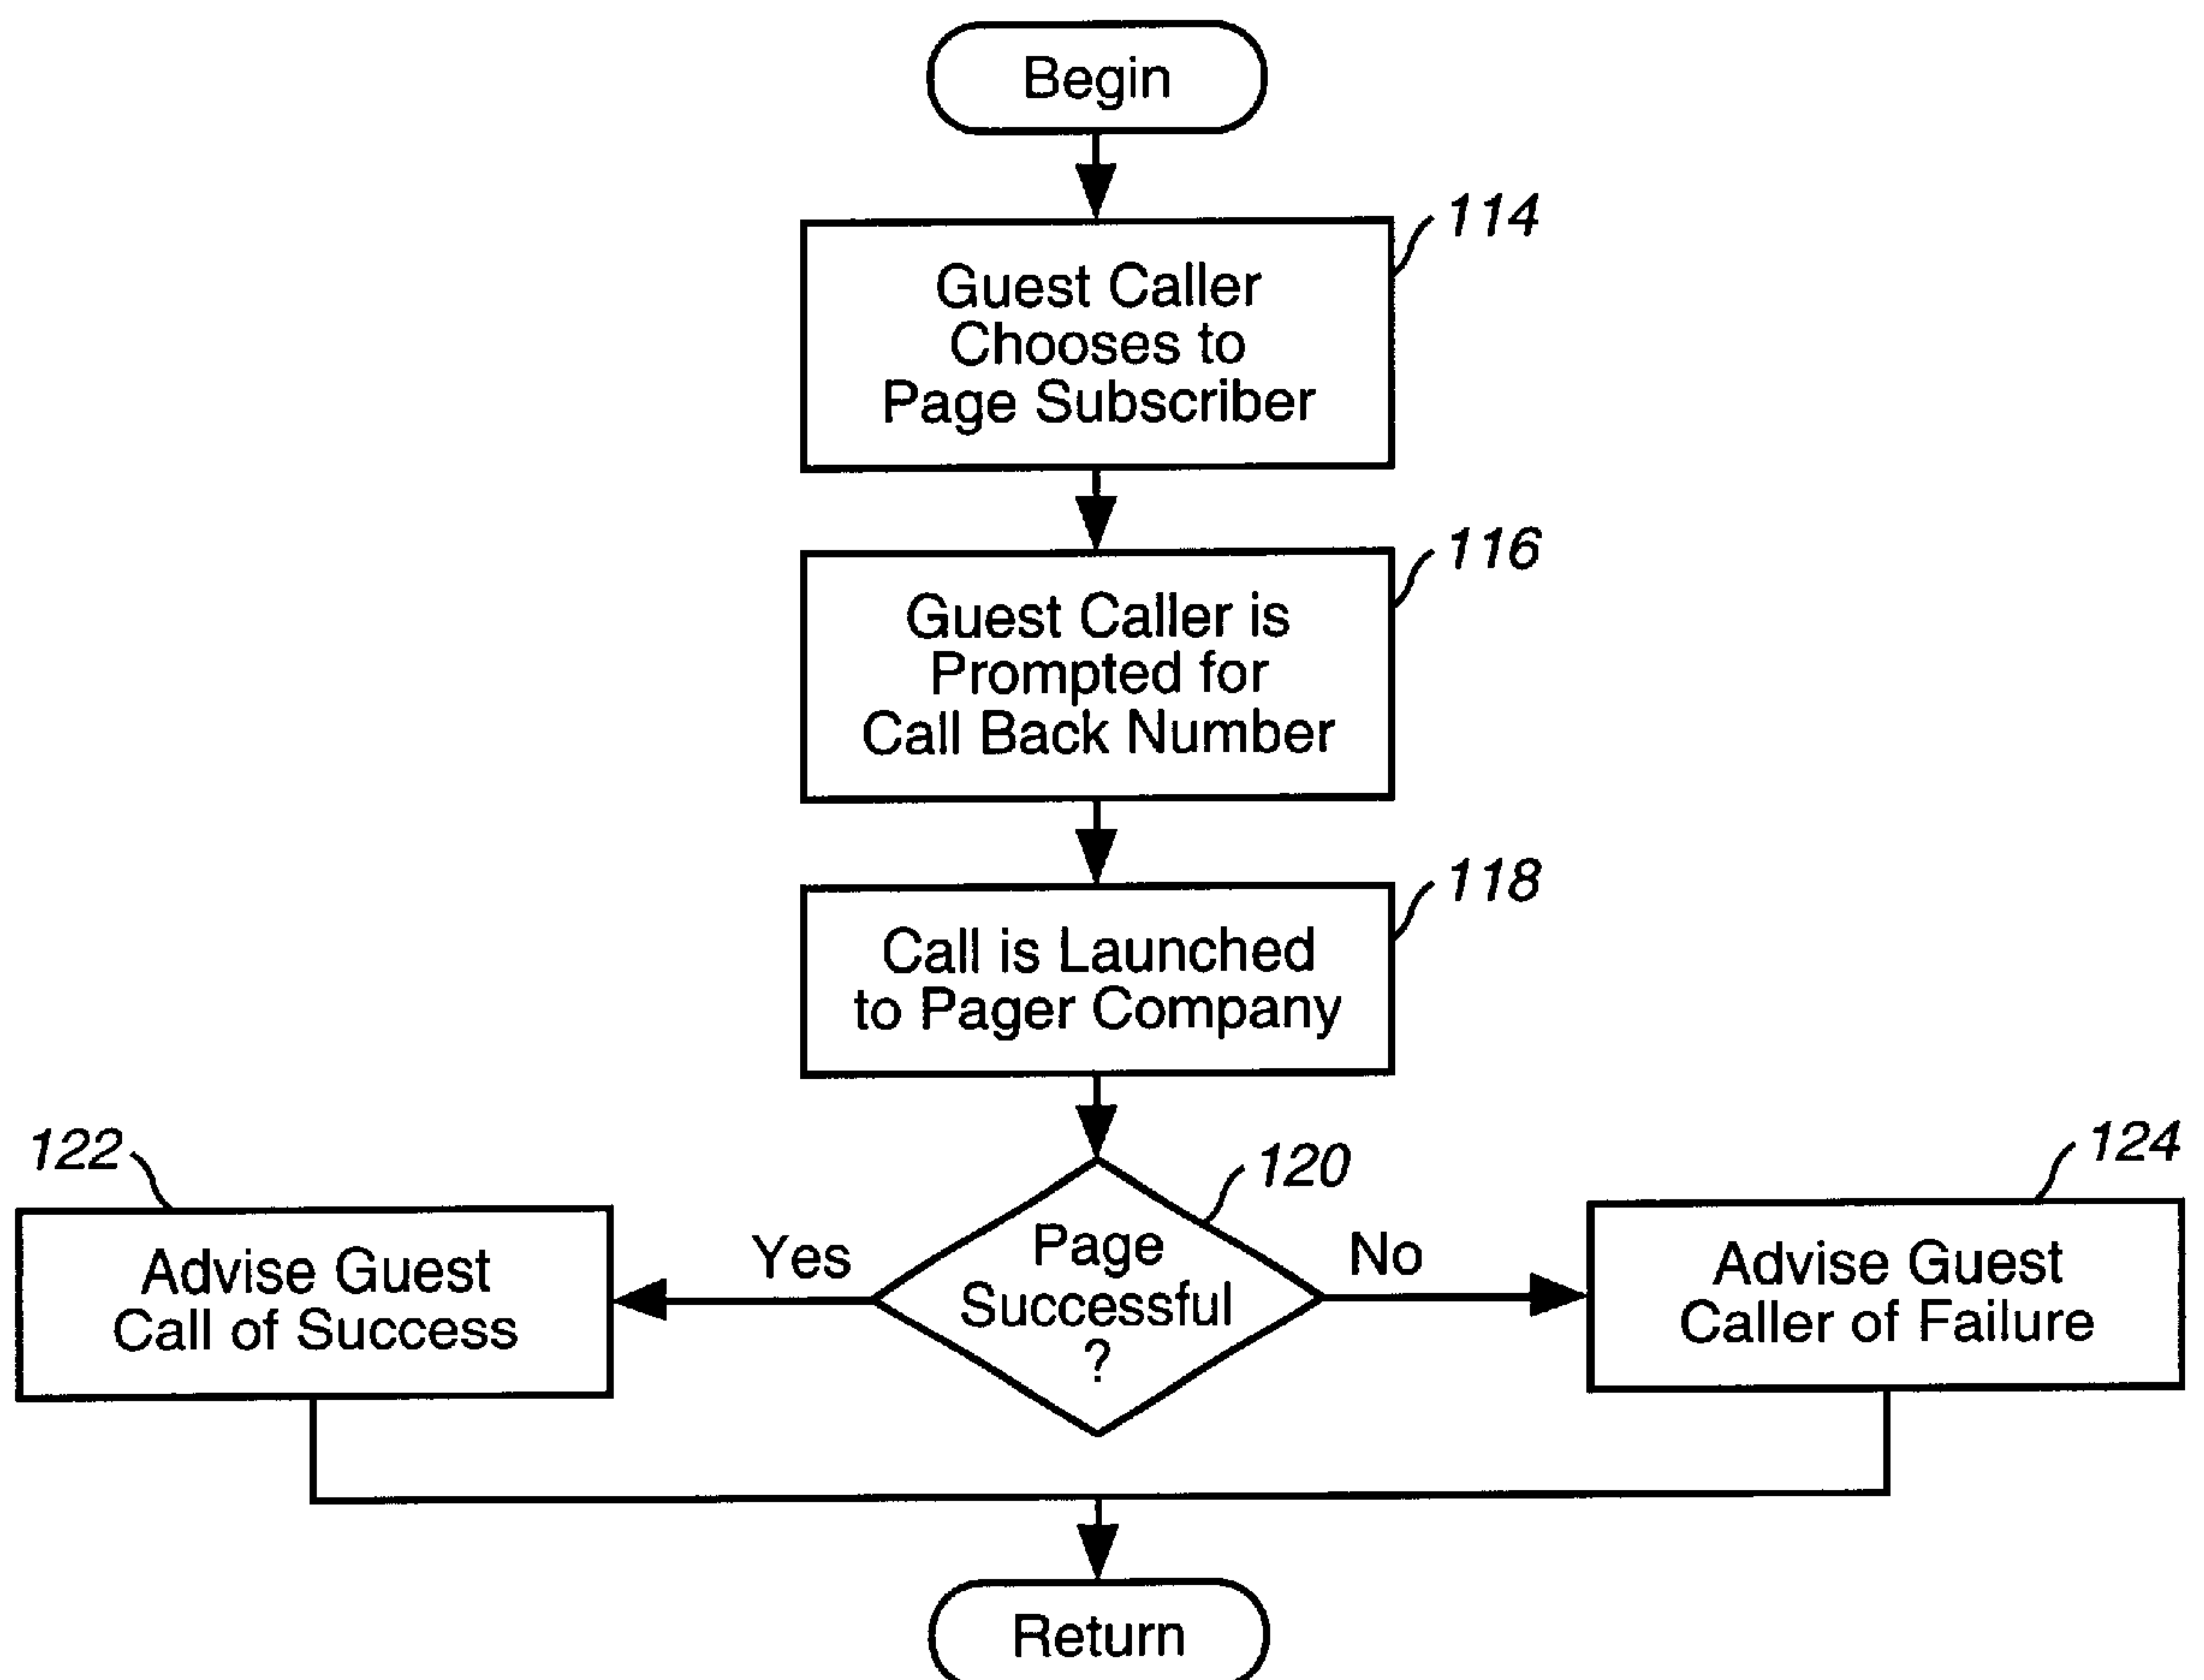 Begin
114
Guest Caller
Chooses to
Page Subscriber
116
Guest Caller is
Prompted for
Call Back Number
118
Call is Launched
to Pager Company
122
120
124
Advise Guest
Call of Success
Yes
Page
Successful
?
No
Advise Guest
Caller of Failure
Return